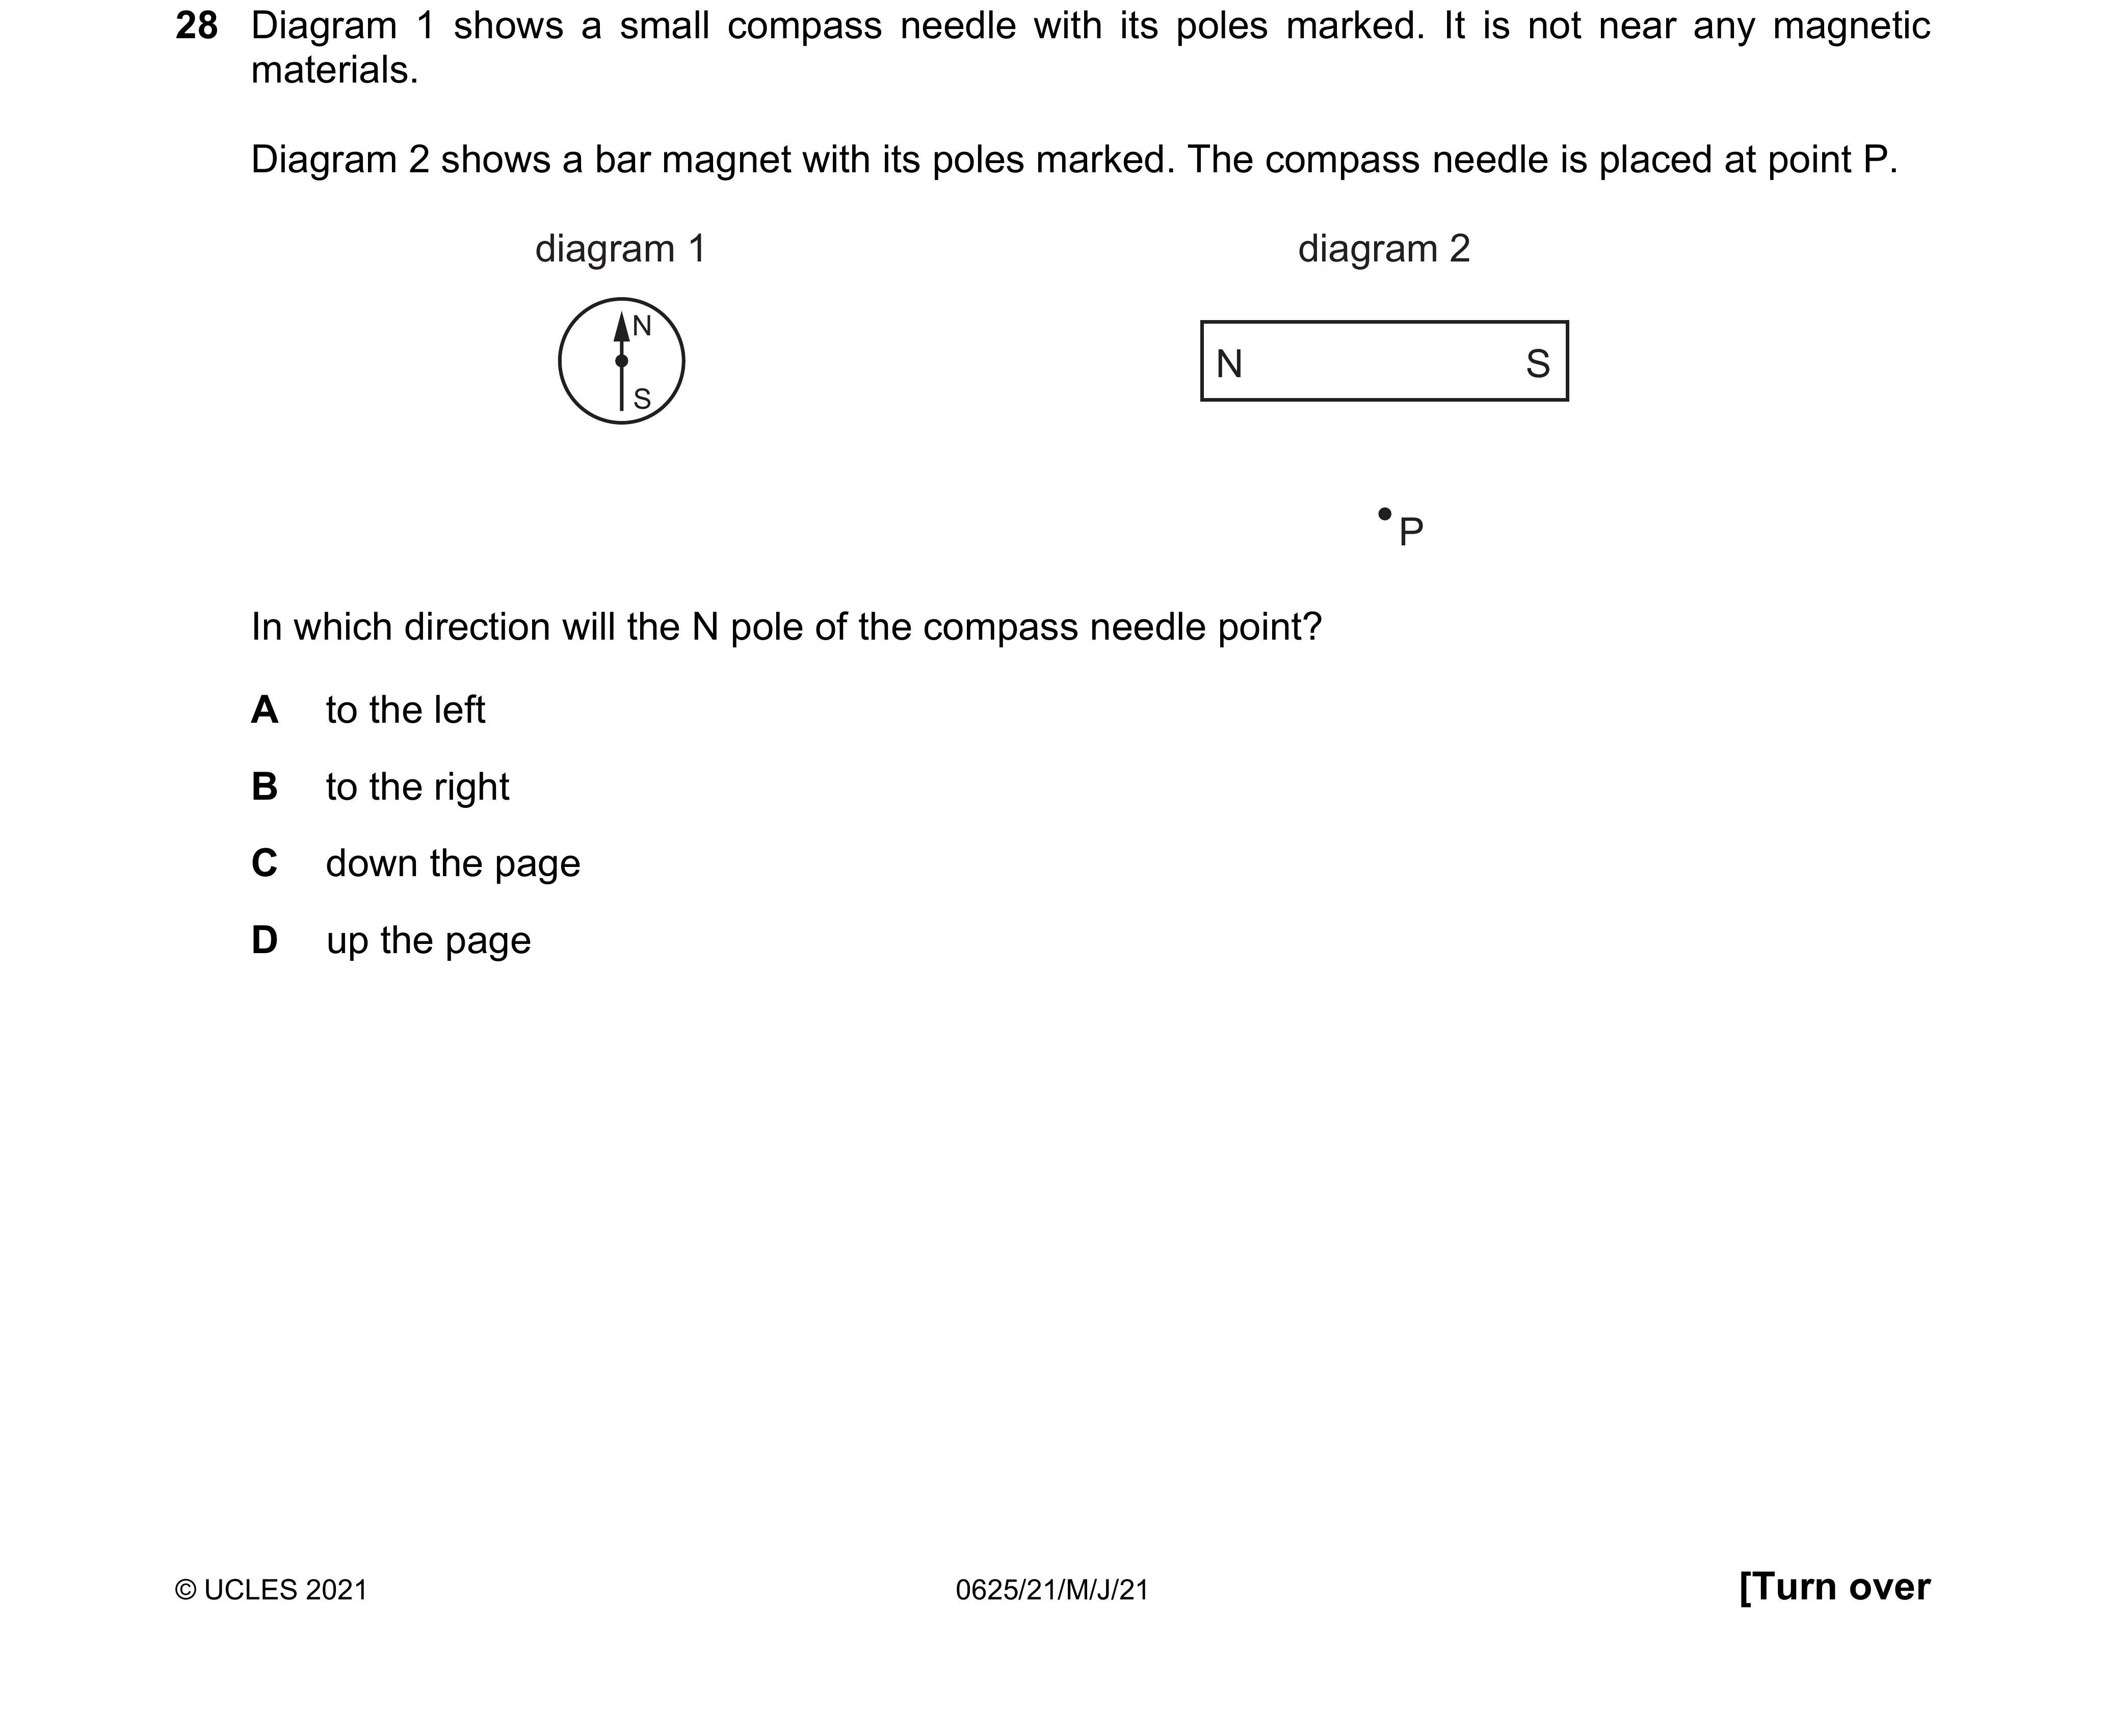 28 Diagram 1 shows a small compass needle with its poles marked. It is not near any magnetic
materials.
Diagram 2 shows a bar magnet with its poles marked. The compass needle is placed at point P.
diagram 1
diagram 2
N
S
N S
P
In which direction will the N pole of the compass needle point?
A to the left
B to the right
C down the page
D up the page
© UCLES 2021 0625/21/M/J/21 [Turn over